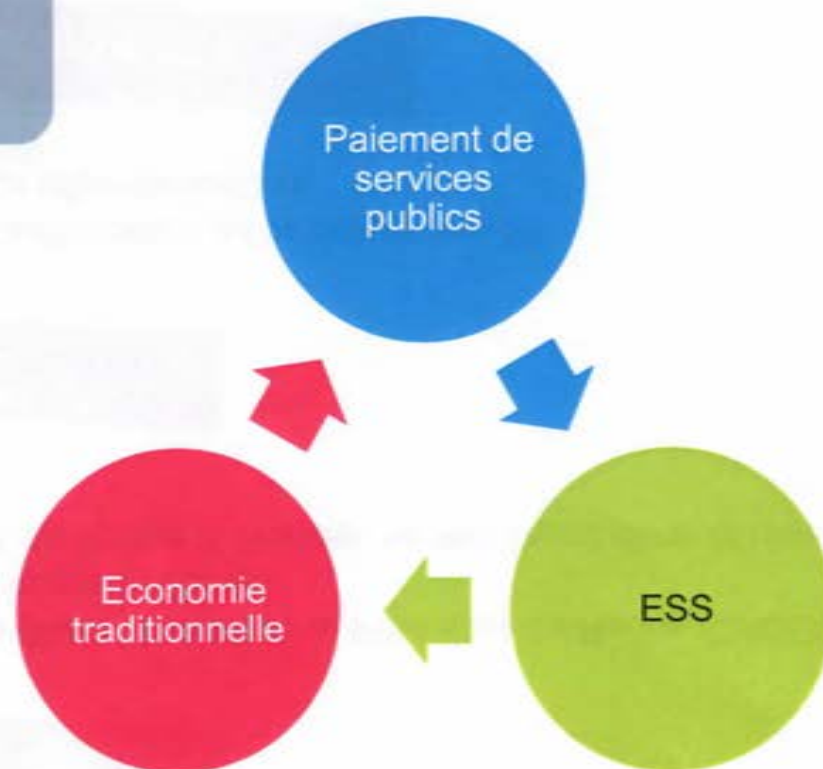 Paiement de
services
publics
Economie
traditionnelle
ESS